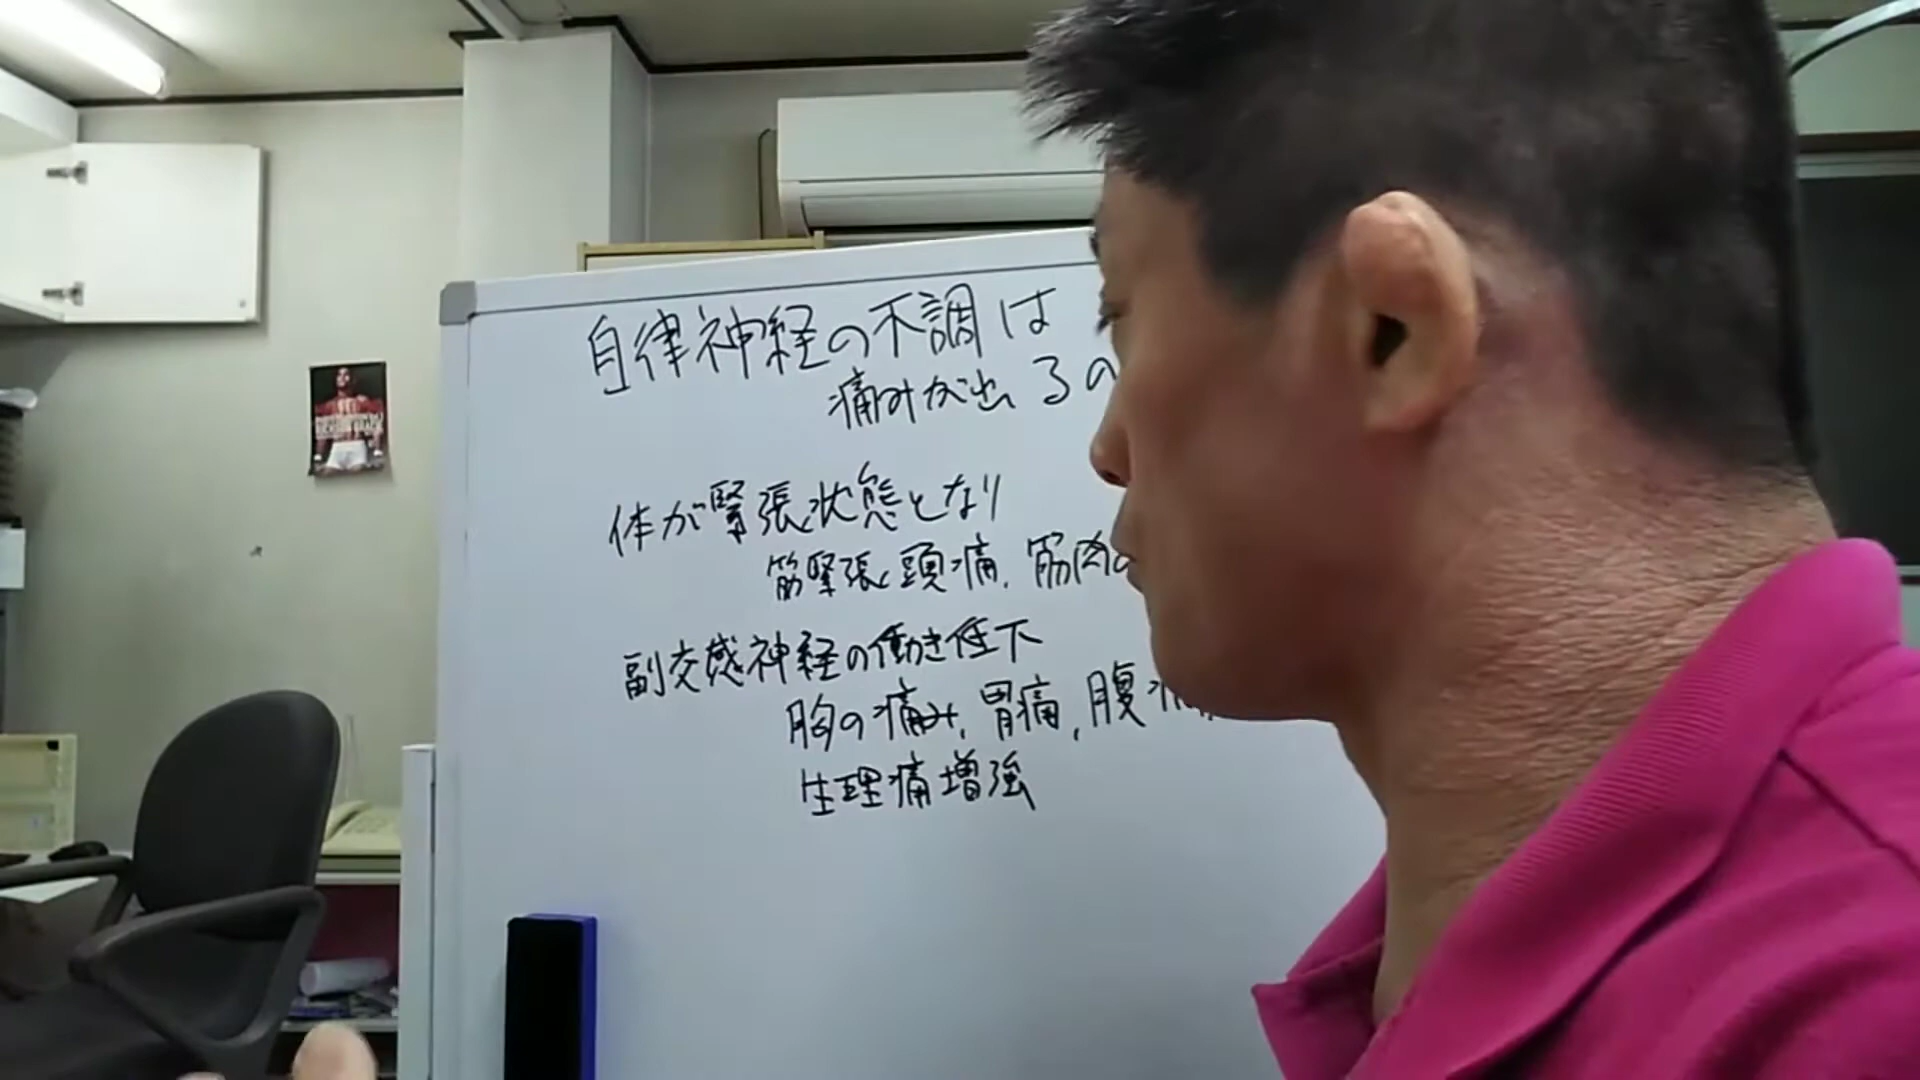 自律神経の不調は
痛みが出るの
体が緊張状態となり
筋緊張頭痛、筋肉の
副交感神経の働き低下
胸の痛み、胃痛、腹痛
生理痛増強